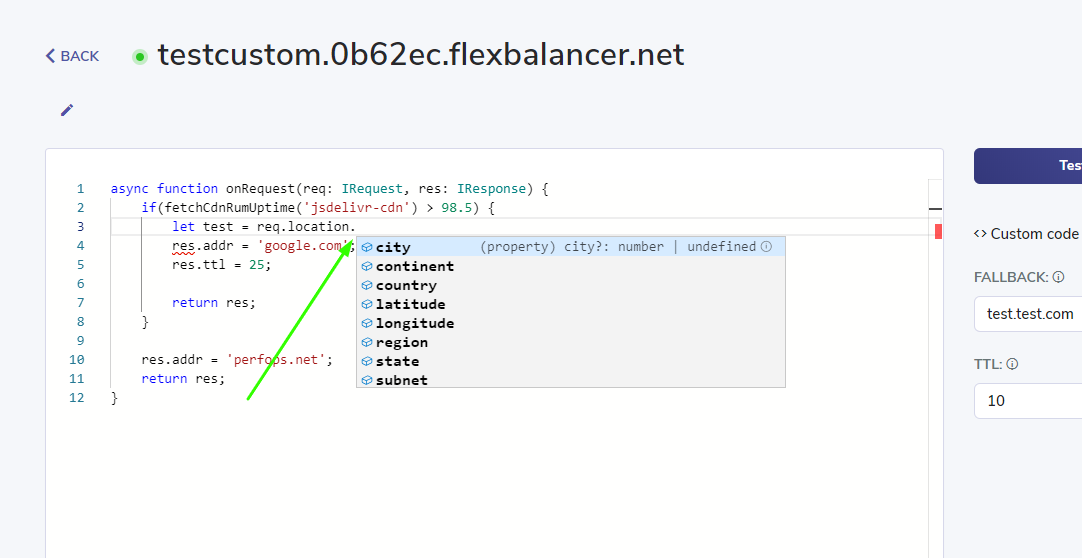 BACK
testcustom.0b62ec.flexbalancer.net
1 async function onRequest(req: IRequest, res: IResponse) {
2 if(fetchCdnRumUptime('jsdelivr-cdn') > 98.5) {
3 let test = req.location.
4 res.addr = 'google.com';
city (property) city?: number | undefined
continent
5 res.ttl = 25;
country
6
latitude
7 return res;
longitude
8 }
region
9
state
10 res.addr = 'perfops.net';
subnet
11 return res;
12 }
Tes
<> Custom code
FALLBACK:
test.test.com
TTL:
10